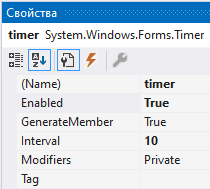 Свойства
timer System.Windows.Forms.Timer
(Name) timer
Enabled True
GenerateMember True
Interval 10
Modifiers Private
Tag